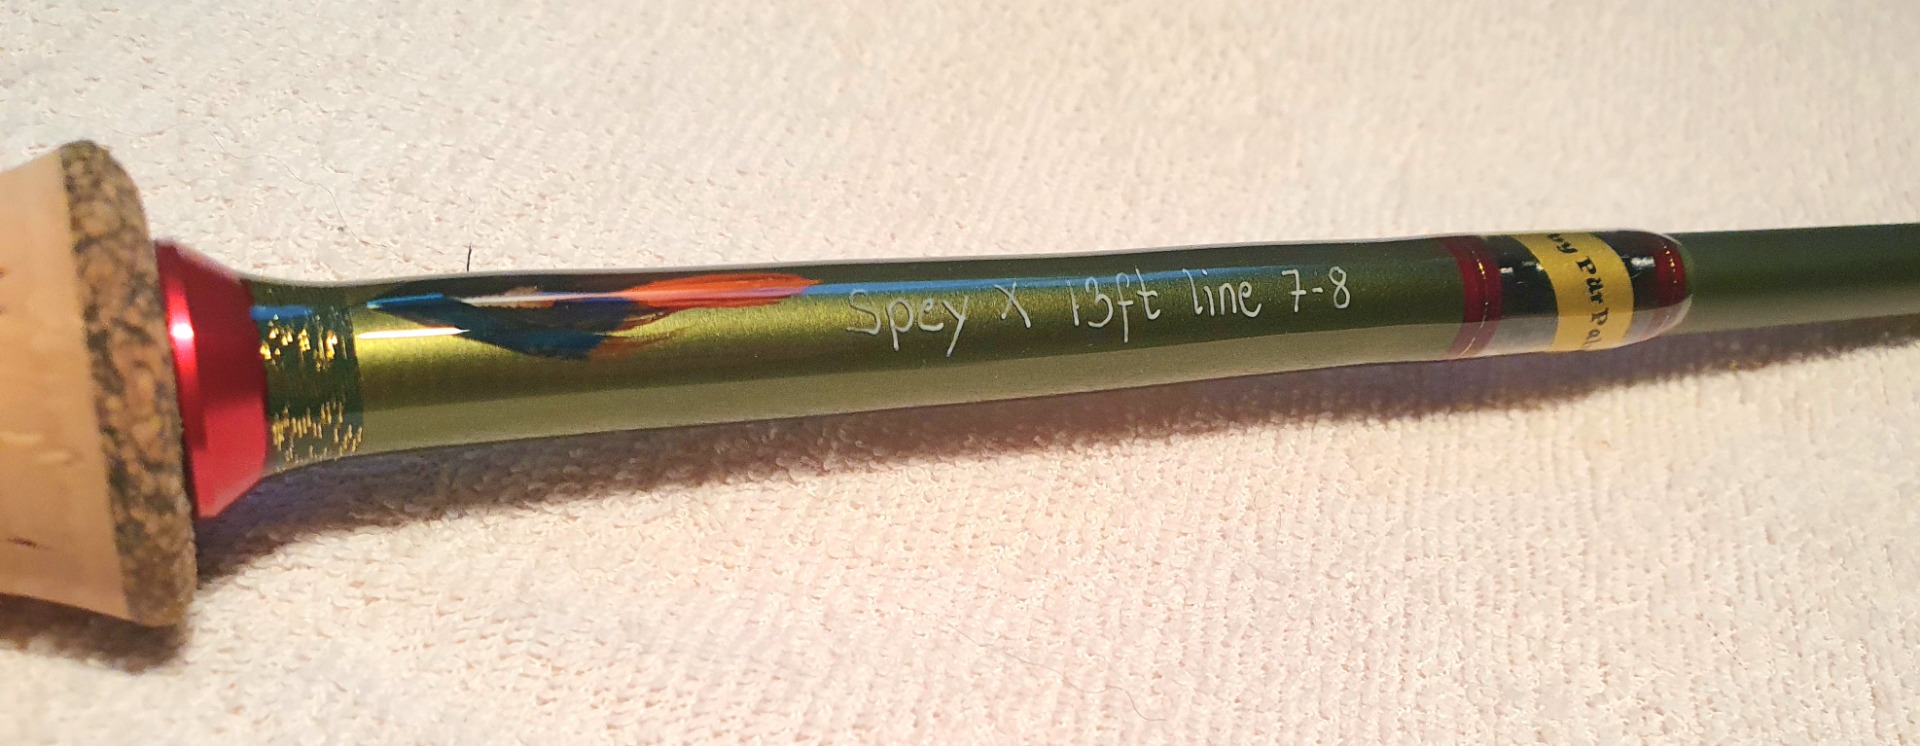 Spey X 13ft line 7-8